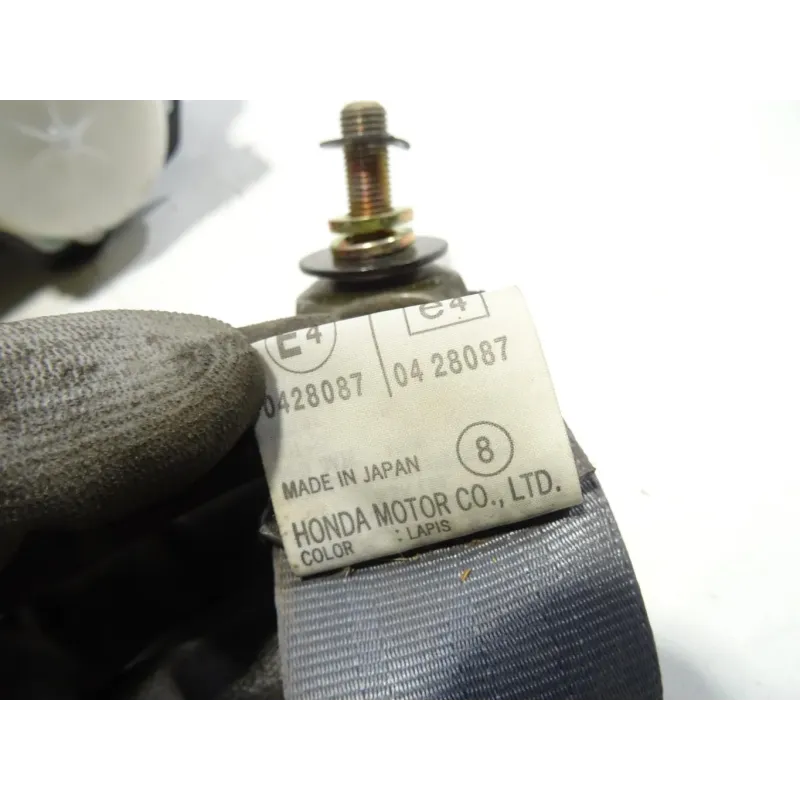 E4 e4
0428087 04 28087
8
MADE IN JAPAN
HONDA MOTOR CO., LTD.
COLOR : LAPIS